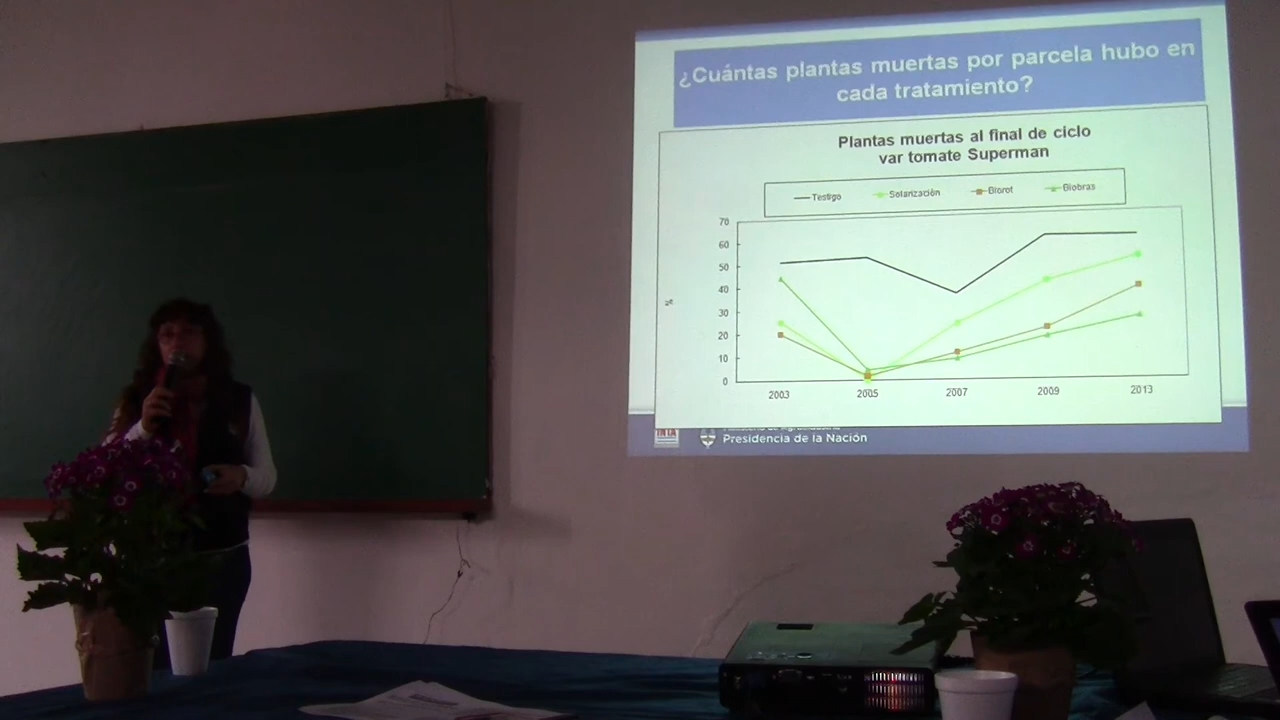 ¿Cuántas plantas muertas por parcela hubo en
cada tratamiento?
Plantas muertas al final de ciclo
var tomate Superman
Testigo Solarización Biorot Biobras
70
60
50
40
30
20
10
0
%
2003 2005 2007 2009 2013
INTA
Presidencia de la Nación